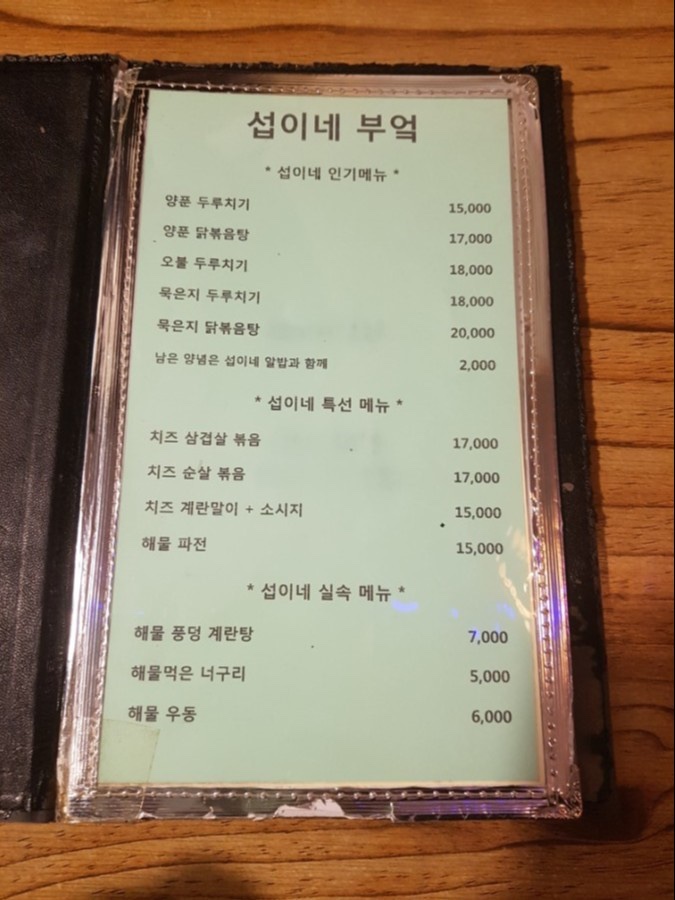 섭이네 부엌
* 섭이네 인기메뉴 *
양푼 두루치기 15,000
양푼 닭볶음탕 17,000
오불 두루치기 18,000
묵은지 두루치기 18,000
묵은지 닭볶음탕 20,000
남은 양념은 섭이네 알밥과 함께 2,000
* 섭이네 특선 메뉴 *
치즈 삼겹살 볶음 17,000
치즈 순살 볶음 17,000
치즈 계란말이 + 소시지 15,000
해물 파전 15,000
* 섭이네 실속 메뉴 *
해물 풍덩 계란탕 7,000
해물먹은 너구리 5,000
해물 우동 6,000